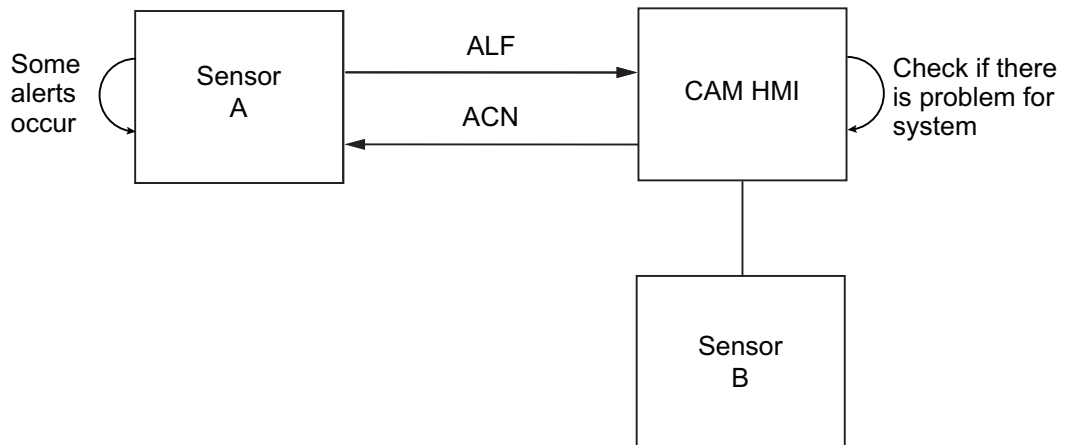 Some
alerts
occur
Sensor
A
ALF
ACN
CAM HMI
Check if there
is problem for
system
Sensor
B